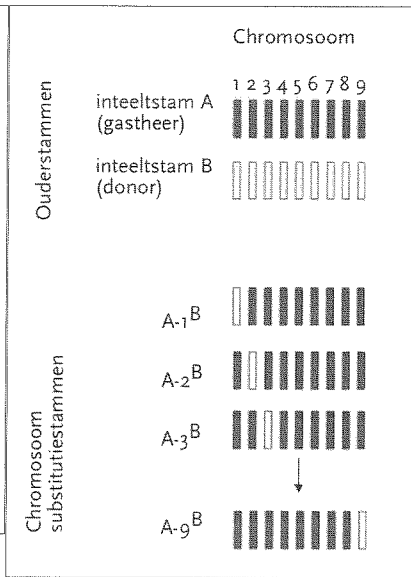 Chromosoom
1 2 3 4 5 6 7 8 9
Ouderstammen
inteeltstam A
(gastheer)
inteeltstam B
(donor)
Chromosoom
substitutiestammen
A-1ᴮ
A-2ᴮ
A-3ᴮ
A-9ᴮ